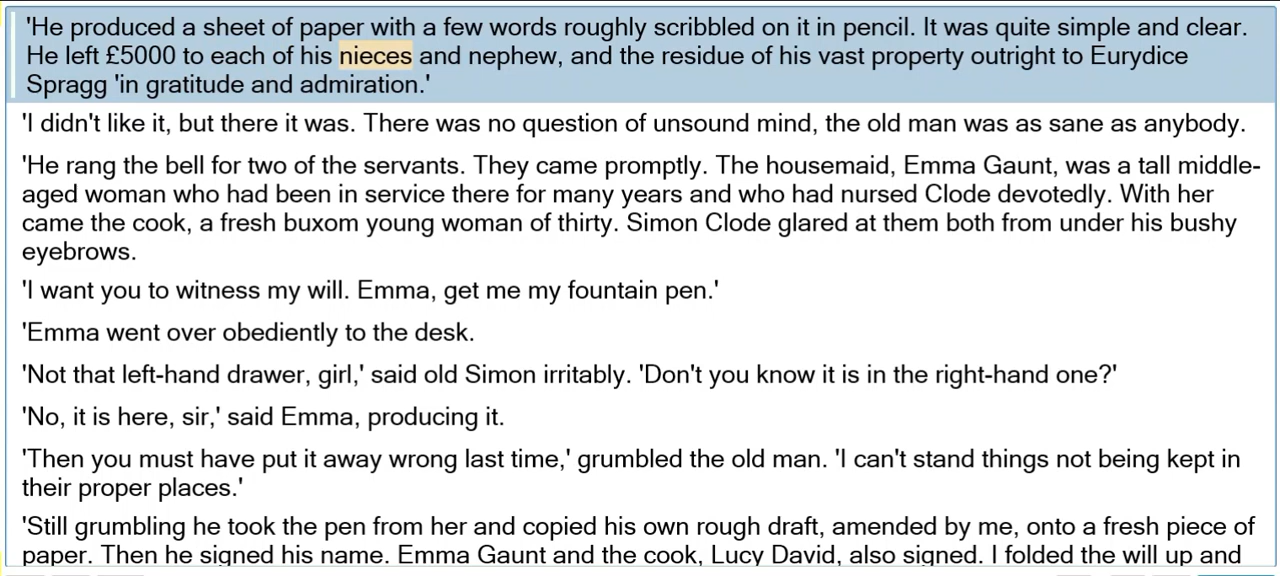 'He produced a sheet of paper with a few words roughly scribbled on it in pencil. It was quite simple and clear.
He left £5000 to each of his nieces and nephew, and the residue of his vast property outright to Eurydice
Spragg 'in gratitude and admiration.'
'I didn't like it, but there it was. There was no question of unsound mind, the old man was as sane as anybody.
'He rang the bell for two of the servants. They came promptly. The housemaid, Emma Gaunt, was a tall middle-
aged woman who had been in service there for many years and who had nursed Clode devotedly. With her
came the cook, a fresh buxom young woman of thirty. Simon Clode glared at them both from under his bushy
eyebrows.
'I want you to witness my will. Emma, get me my fountain pen.'
'Emma went over obediently to the desk.
'Not that left-hand drawer, girl,' said old Simon irritably. 'Don't you know it is in the right-hand one?'
'No, it is here, sir,' said Emma, producing it.
'Then you must have put it away wrong last time,' grumbled the old man. 'I can't stand things not being kept in
their proper places.'
'Still grumbling he took the pen from her and copied his own rough draft, amended by me, onto a fresh piece of
paper. Then he signed his name. Emma Gaunt and the cook, Lucy David, also signed. I folded the will up and